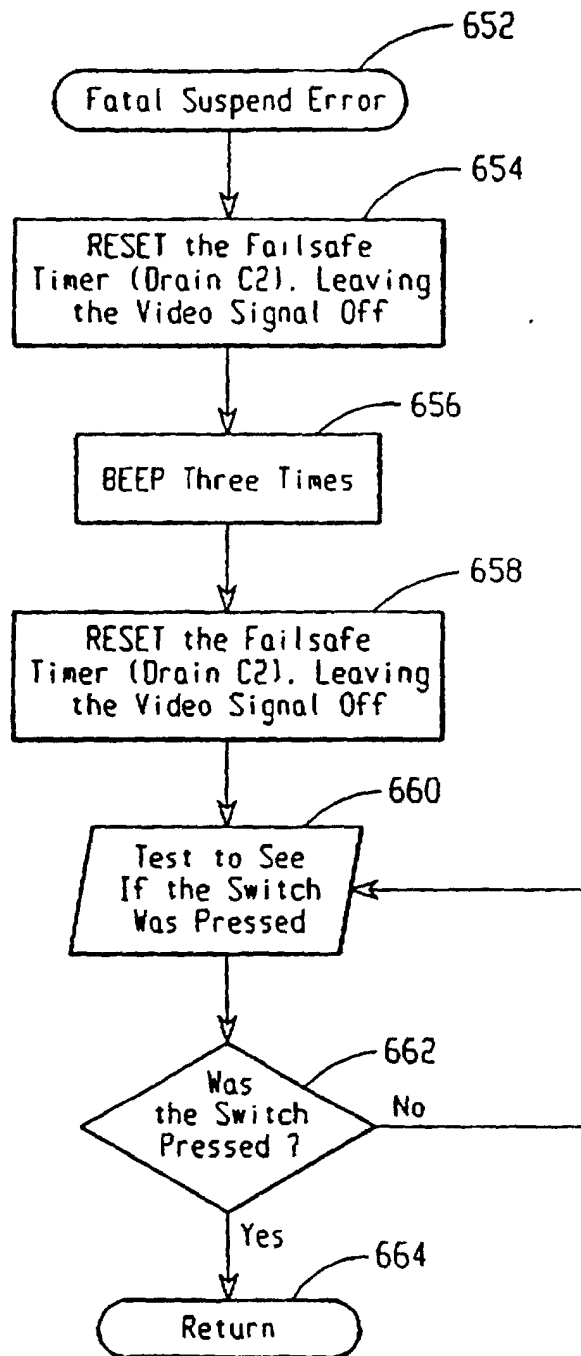 652
Fatal Suspend Error
654
RESET the Failsafe
Timer (Drain C2), Leaving
the Video Signal Off
656
BEEP Three Times
658
RESET the Failsafe
Timer (Drain C2), Leaving
the Video Signal Off
660
Test to See
If the Switch
Was Pressed
662
Was
the Switch
Pressed ?
No
Yes
664
Return